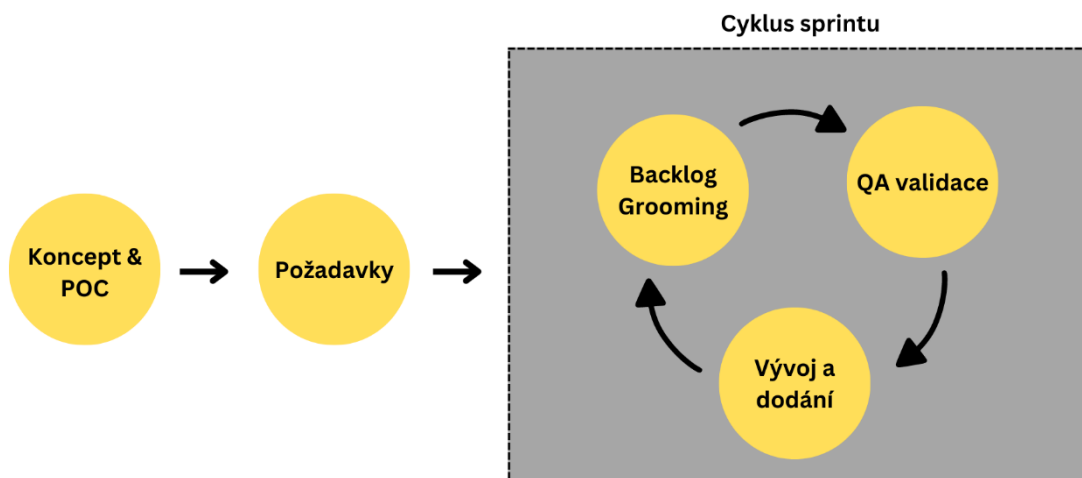 Cyklus sprintu
Koncept &
POC
Požadavky
Backlog
Grooming
QA validace
Vývoj a
dodání